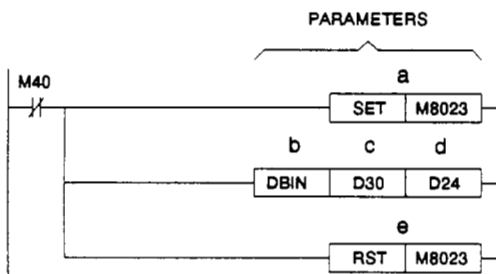 PARAMETERS
M40
a
SET M8023
b c d
DBIN D30 D24
e
RST M8023